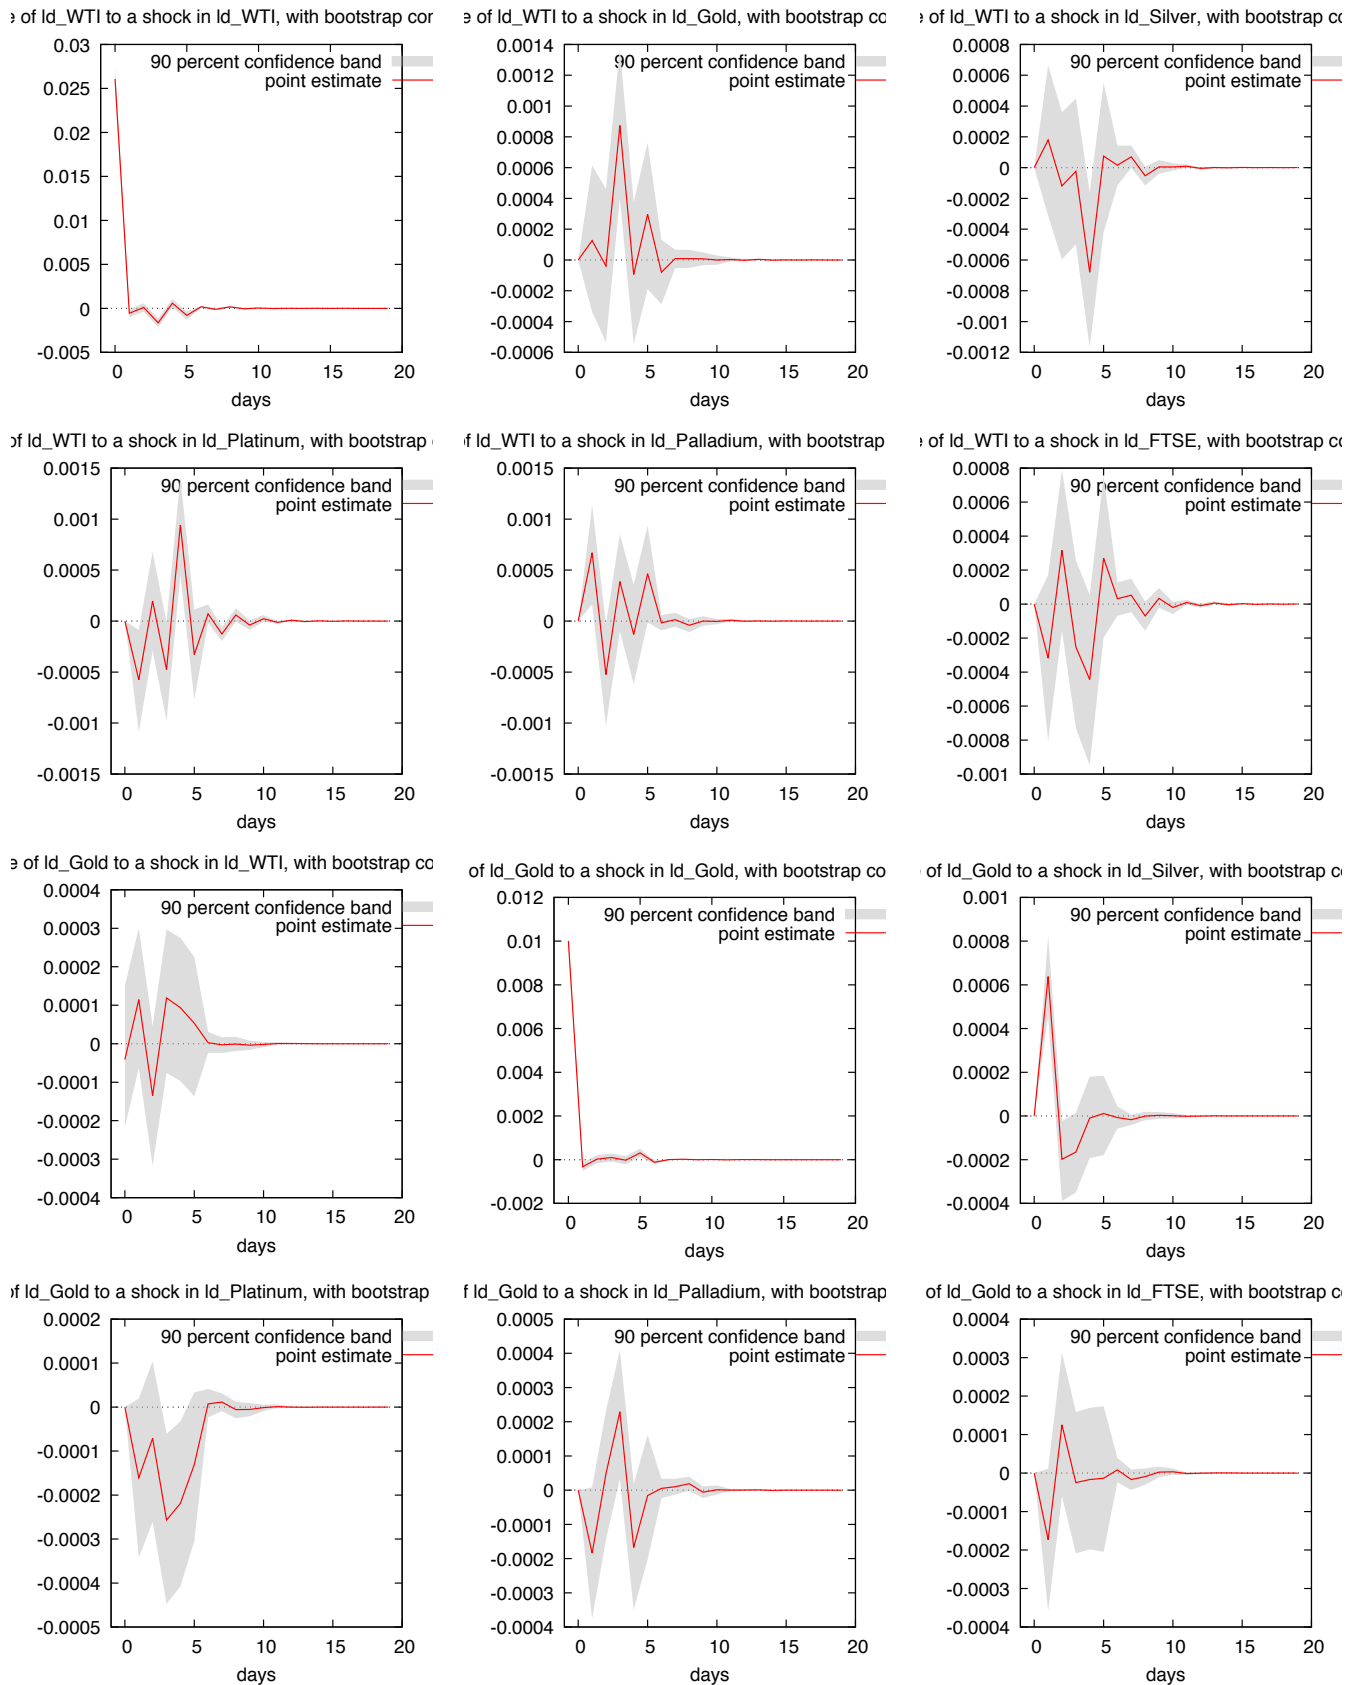 e of ld_WTI to a shock in ld_WTI, with bootstrap con
0.03
0.025
0.02
0.015
0.01
0.005
0
-0.005
90 percent confidence band
point estimate
0 5 10 15 20
days
e of ld_WTI to a shock in ld_Gold, with bootstrap co
0.0014
0.0012
0.001
0.0008
0.0006
0.0004
0.0002
0
-0.0002
-0.0004
-0.0006
90 percent confidence band
point estimate
0 5 10 15 20
days
e of ld_WTI to a shock in ld_Silver, with bootstrap co
0.0008
0.0006
0.0004
0.0002
0
-0.0002
-0.0004
-0.0006
-0.0008
-0.001
-0.0012
90 percent confidence band
point estimate
0 5 10 15 20
days
of ld_WTI to a shock in ld_Platinum, with bootstrap
0.0015
0.001
0.0005
0
-0.0005
-0.001
-0.0015
90 percent confidence band
point estimate
0 5 10 15 20
days
of ld_WTI to a shock in ld_Palladium, with bootstrap
0.0015
0.001
0.0005
0
-0.0005
-0.001
-0.0015
90 percent confidence band
point estimate
0 5 10 15 20
days
e of ld_WTI to a shock in ld_FTSE, with bootstrap co
0.0008
0.0006
0.0004
0.0002
0
-0.0002
-0.0004
-0.0006
-0.0008
-0.001
90 percent confidence band
point estimate
0 5 10 15 20
days
e of ld_Gold to a shock in ld_WTI, with bootstrap co
0.0004
0.0003
0.0002
0.0001
0
-0.0001
-0.0002
-0.0003
-0.0004
90 percent confidence band
point estimate
0 5 10 15 20
days
of ld_Gold to a shock in ld_Gold, with bootstrap co
0.012
0.01
0.008
0.006
0.004
0.002
0
-0.002
90 percent confidence band
point estimate
0 5 10 15 20
days
of ld_Gold to a shock in ld_Silver, with bootstrap co
0.001
0.0008
0.0006
0.0004
0.0002
0
-0.0002
-0.0004
90 percent confidence band
point estimate
0 5 10 15 20
days
of ld_Gold to a shock in ld_Platinum, with bootstrap
0.0002
0.0001
0
-0.0001
-0.0002
-0.0003
-0.0004
-0.0005
90 percent confidence band
point estimate
0 5 10 15 20
days
f ld_Gold to a shock in ld_Palladium, with bootstrap
0.0005
0.0004
0.0003
0.0002
0.0001
0
-0.0001
-0.0002
-0.0003
-0.0004
90 percent confidence band
point estimate
0 5 10 15 20
days
of ld_Gold to a shock in ld_FTSE, with bootstrap co
0.0004
0.0003
0.0002
0.0001
0
-0.0001
-0.0002
-0.0003
-0.0004
90 percent confidence band
point estimate
0 5 10 15 20
days